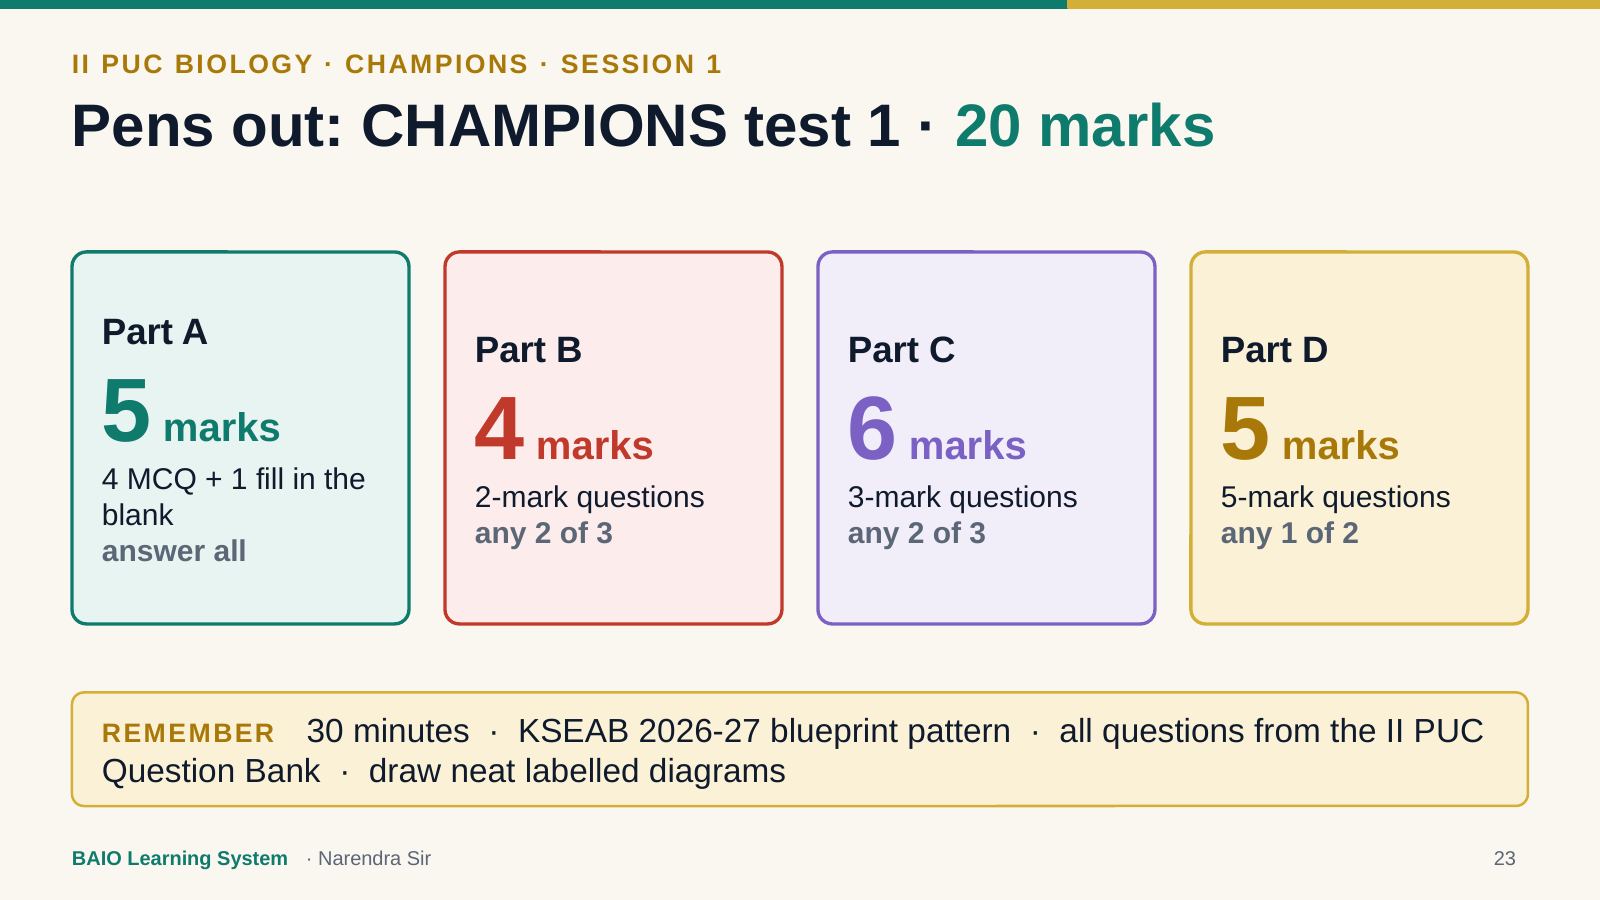 II PUC BIOLOGY · CHAMPIONS · SESSION 1
Pens out: CHAMPIONS test 1 · 20 marks
Part A
5 marks
4 MCQ + 1 fill in the
blank
answer all
Part B
4 marks
2-mark questions
any 2 of 3
Part C
6 marks
3-mark questions
any 2 of 3
Part D
5 marks
5-mark questions
any 1 of 2
REMEMBER 30 minutes · KSEAB 2026-27 blueprint pattern · all questions from the II PUC
Question Bank · draw neat labelled diagrams
BAIO Learning System · Narendra Sir
23